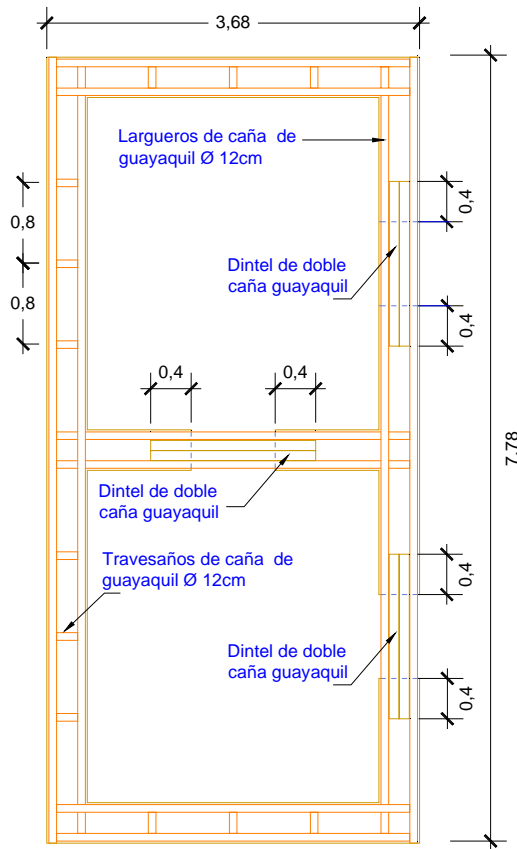 3,68
Largueros de caña de
guayaquil Ø 12cm
0,4
0,8
Dintel de doble
caña guayaquil
0,8
0,4
0,4
0,4
7,78
Dintel de doble
caña guayaquil
Travesaños de caña de
guayaquil Ø 12cm
0,4
Dintel de doble
caña guayaquil
0,4